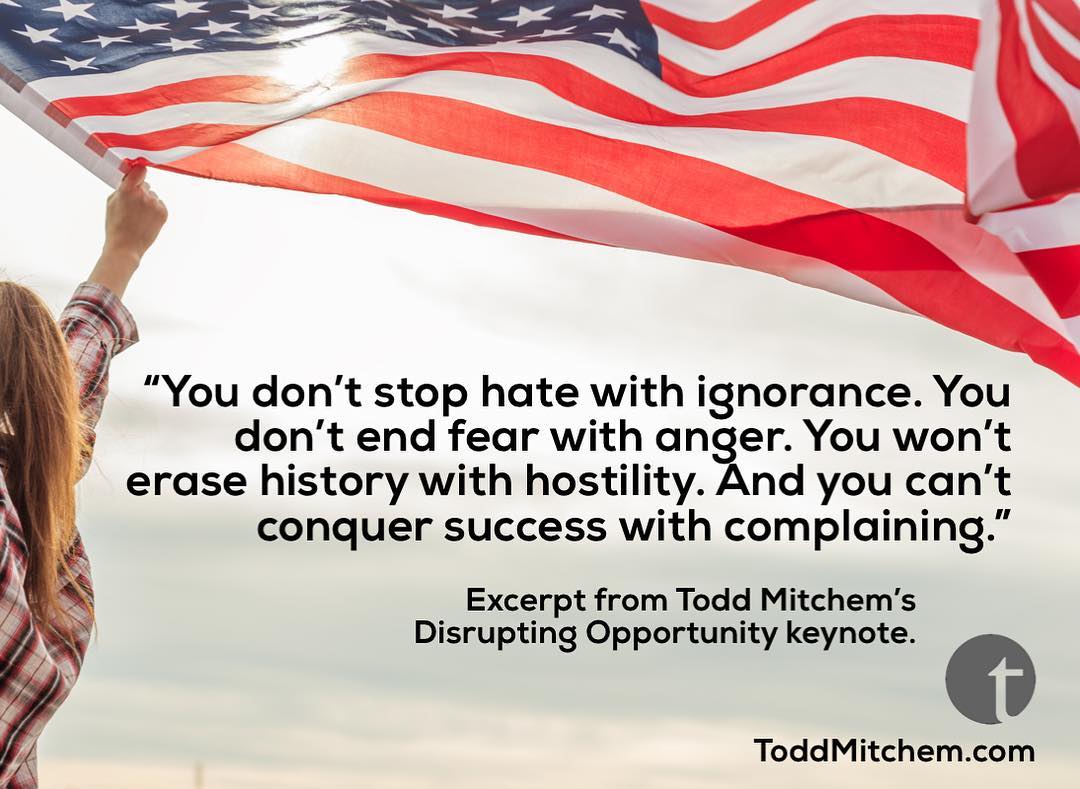 “You don’t stop hate with ignorance. You
don’t end fear with anger. You won’t
erase history with hostility. And you can’t
conquer success with complaining.”
Excerpt from Todd Mitchem’s
Disrupting Opportunity keynote.
t
ToddMitchem.com